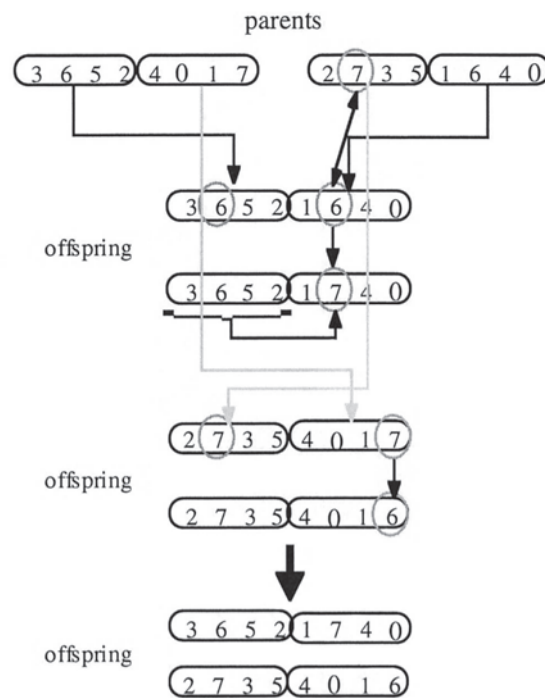 parents
3 6 5 2 4 0 1 7 2 7 3 5 1 6 4 0
3 6 5 2 1 6 4 0
offspring
3 6 5 2 1 7 4 0
2 7 3 5 4 0 1 7
offspring
2 7 3 5 4 0 1 6
3 6 5 2 1 7 4 0
offspring
2 7 3 5 4 0 1 6